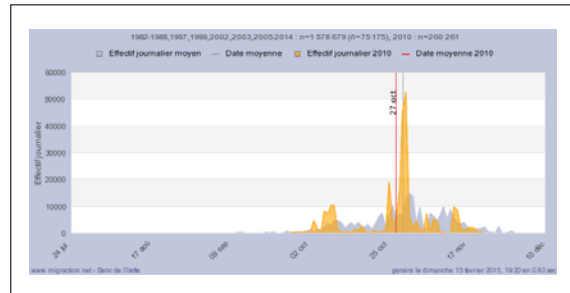 1982-1988,1997,1999,2002,2003,2005-2014 : n=1 578 679 (ñ=75 175), 2010 : n=260 261
Effectif journalier moyen Date moyenne Effectif journalier 2010 Date moyenne 2010
60000
50000
40000
30000
20000
10000
0
Effectif journalier
27 oct
24 jul
17 aoû
09 sep
02 oct
25 oct
17 nov
10 déc
www.migraction.net - Banc de l'Ilette
généré le dimanche 15 février 2015, 19:20 en 0.63 sec